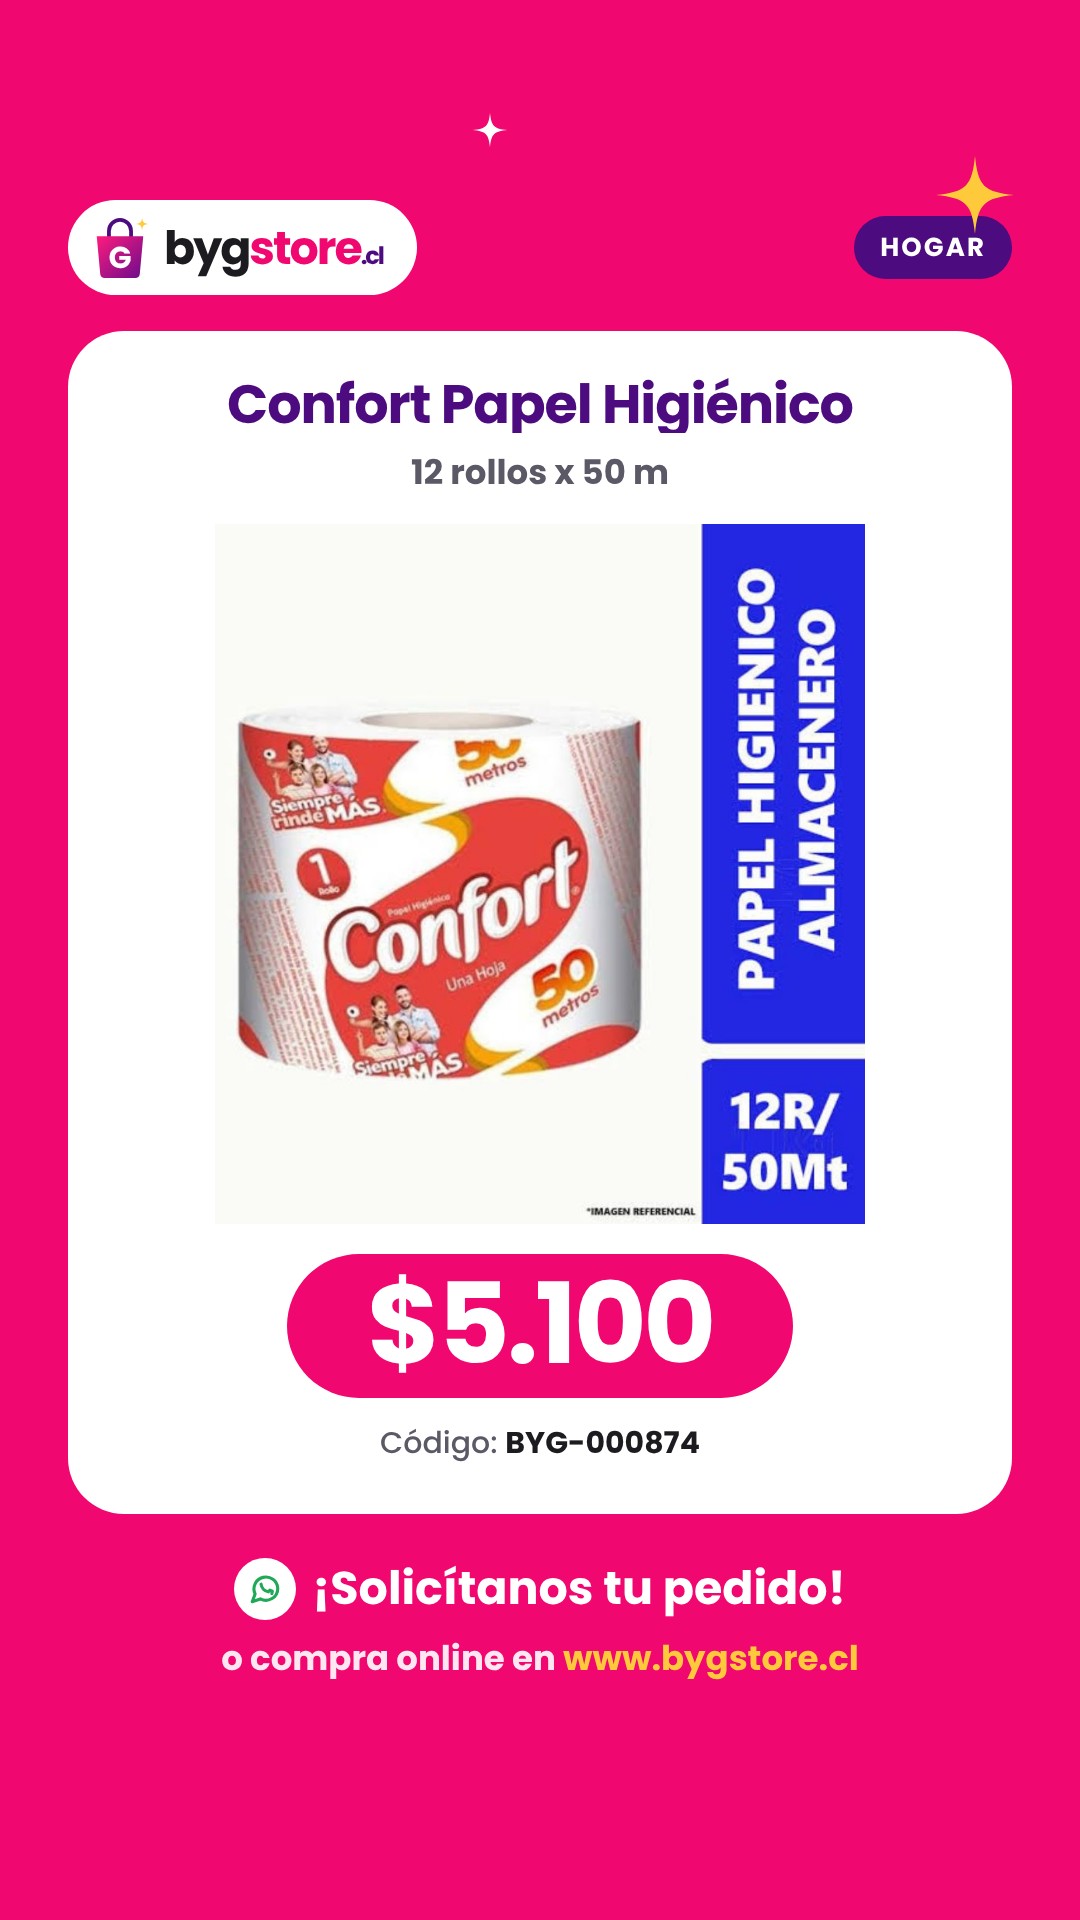 G bygstore.cl
HOGAR
Confort Papel Higiénico
12 rollos x 50 m
50
metros
Siempre
rinde MÁS
1
Rollo
Papel Higiénico
Confort
Una Hoja
50
metros
Siempre
MÁS
PAPEL HIGIENICO
ALMACENERO
12R/
50Mt
*IMAGEN REFERENCIAL
$5.100
Código: BYG-000874
¡Solicítanos tu pedido!
o compra online en www.bygstore.cl